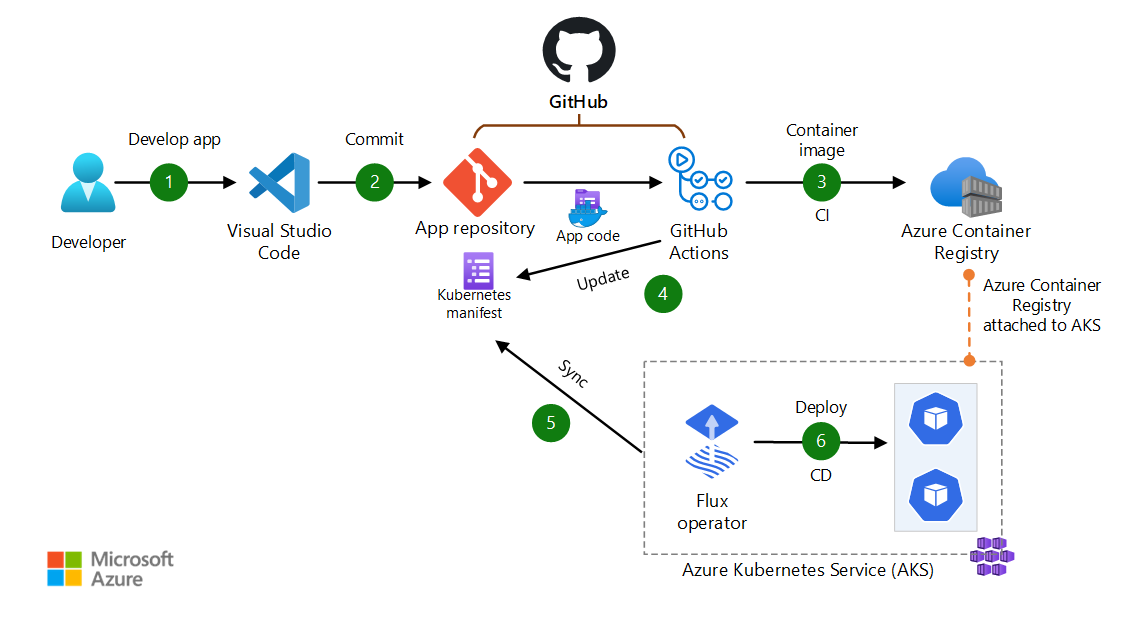 GitHub
Develop app
1
Visual Studio
Code
Developer
Commit
2
App repository
App code
GitHub
Actions
Container
image
3
CI
Azure Container
Registry
Kubernetes
manifest
Update
4
Azure Container
Registry
attached to AKS
Sync
5
Flux
operator
Deploy
6
CD
Azure Kubernetes Service (AKS)
Microsoft
Azure